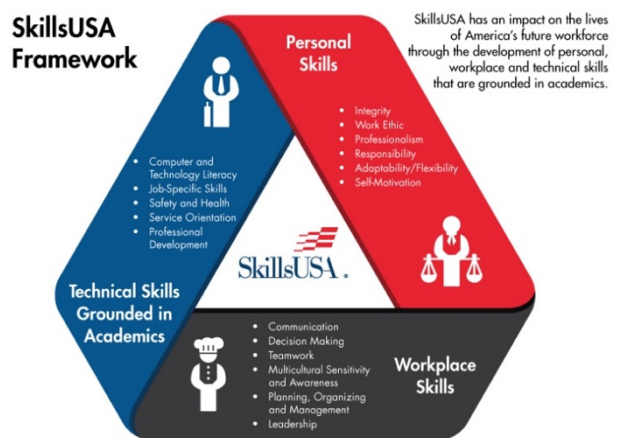 SkillsUSA
Framework
SkillsUSA has an impact on the lives
of America's future workforce
through the development of personal,
workplace and technical skills
that are grounded in academics.
Personal
Skills
• Integrity
• Work Ethic
• Professionalism
• Responsibility
• Adaptability/Flexibility
• Self-Motivation
• Computer and
Technology Literacy
• Job-Specific Skills
• Safety and Health
• Service Orientation
• Professional
Development
Technical Skills
Grounded in
Academics
SkillsUSA®
• Communication
• Decision Making
• Teamwork
• Multicultural Sensitivity
and Awareness
• Planning, Organizing
and Management
• Leadership
Workplace
Skills